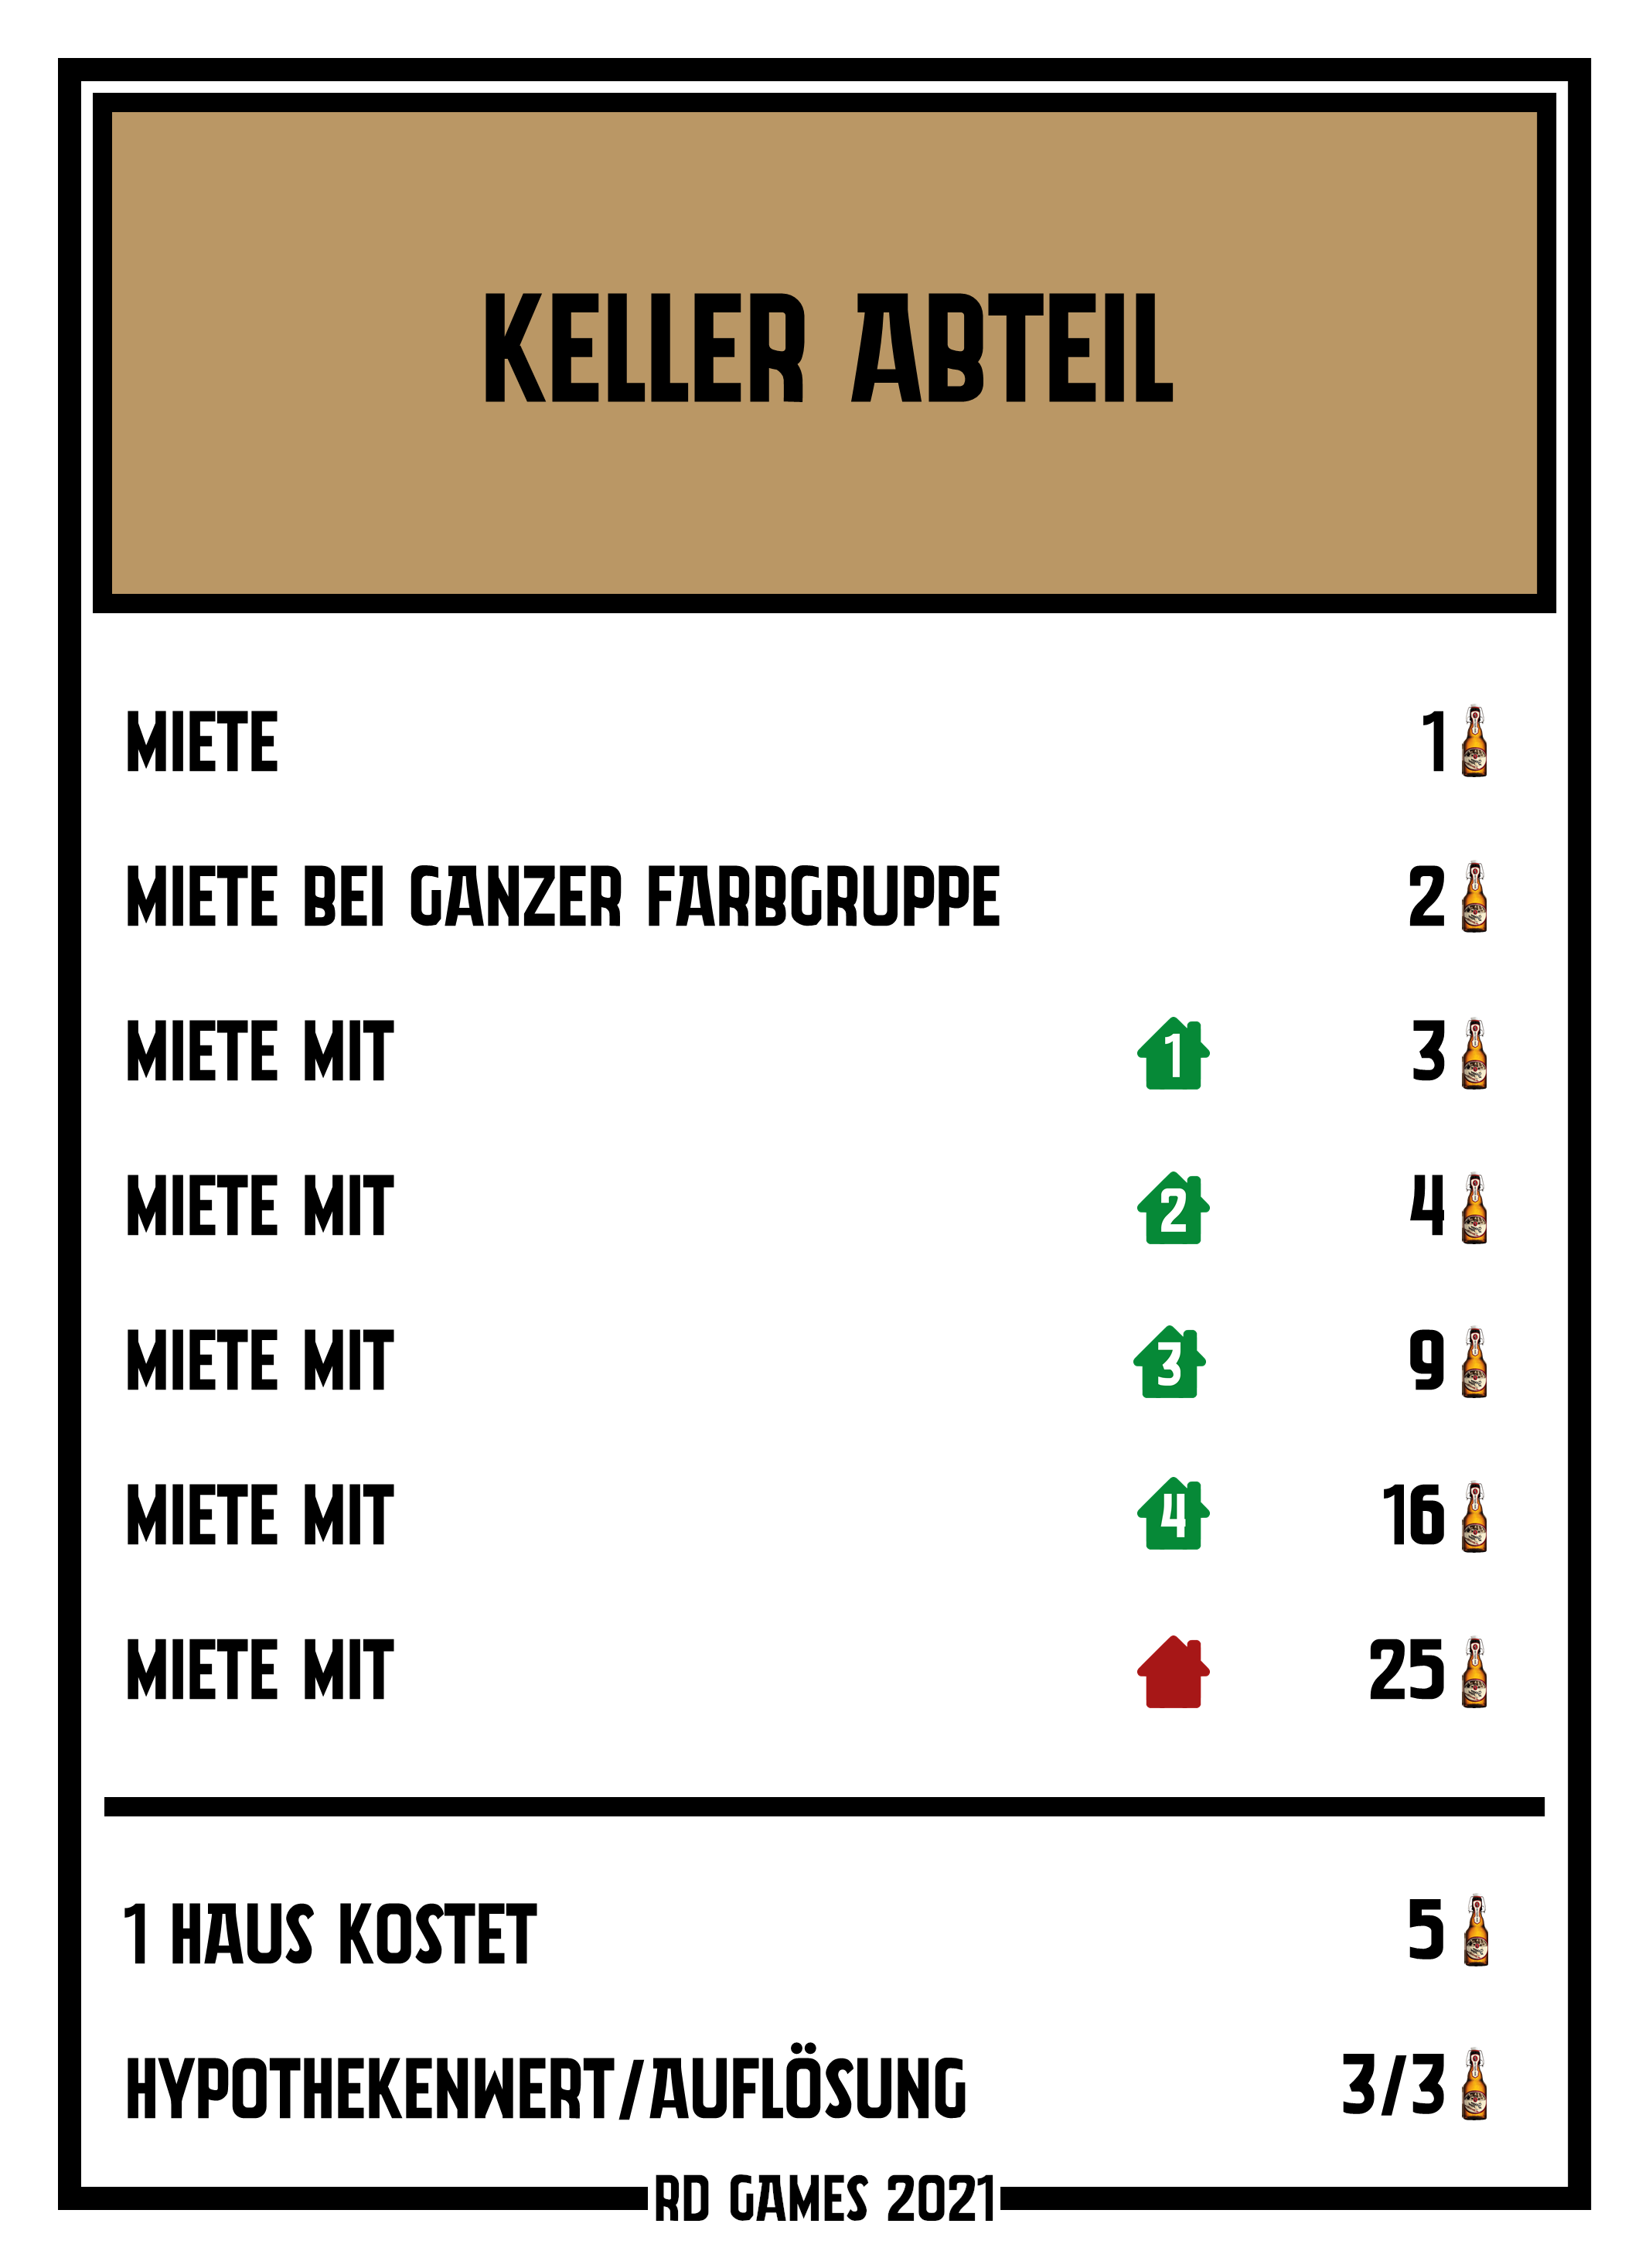 KELLER ABTEIL
MIETE 1
MIETE BEI GANZER FARBGRUPPE 2
MIETE MIT 1 3
MIETE MIT 2 4
MIETE MIT 3 9
MIETE MIT 4 16
MIETE MIT 25
1 HAUS KOSTET 5
HYPOTHEKENWERT/AUFLÖSUNG 3/3
RD GAMES 2021